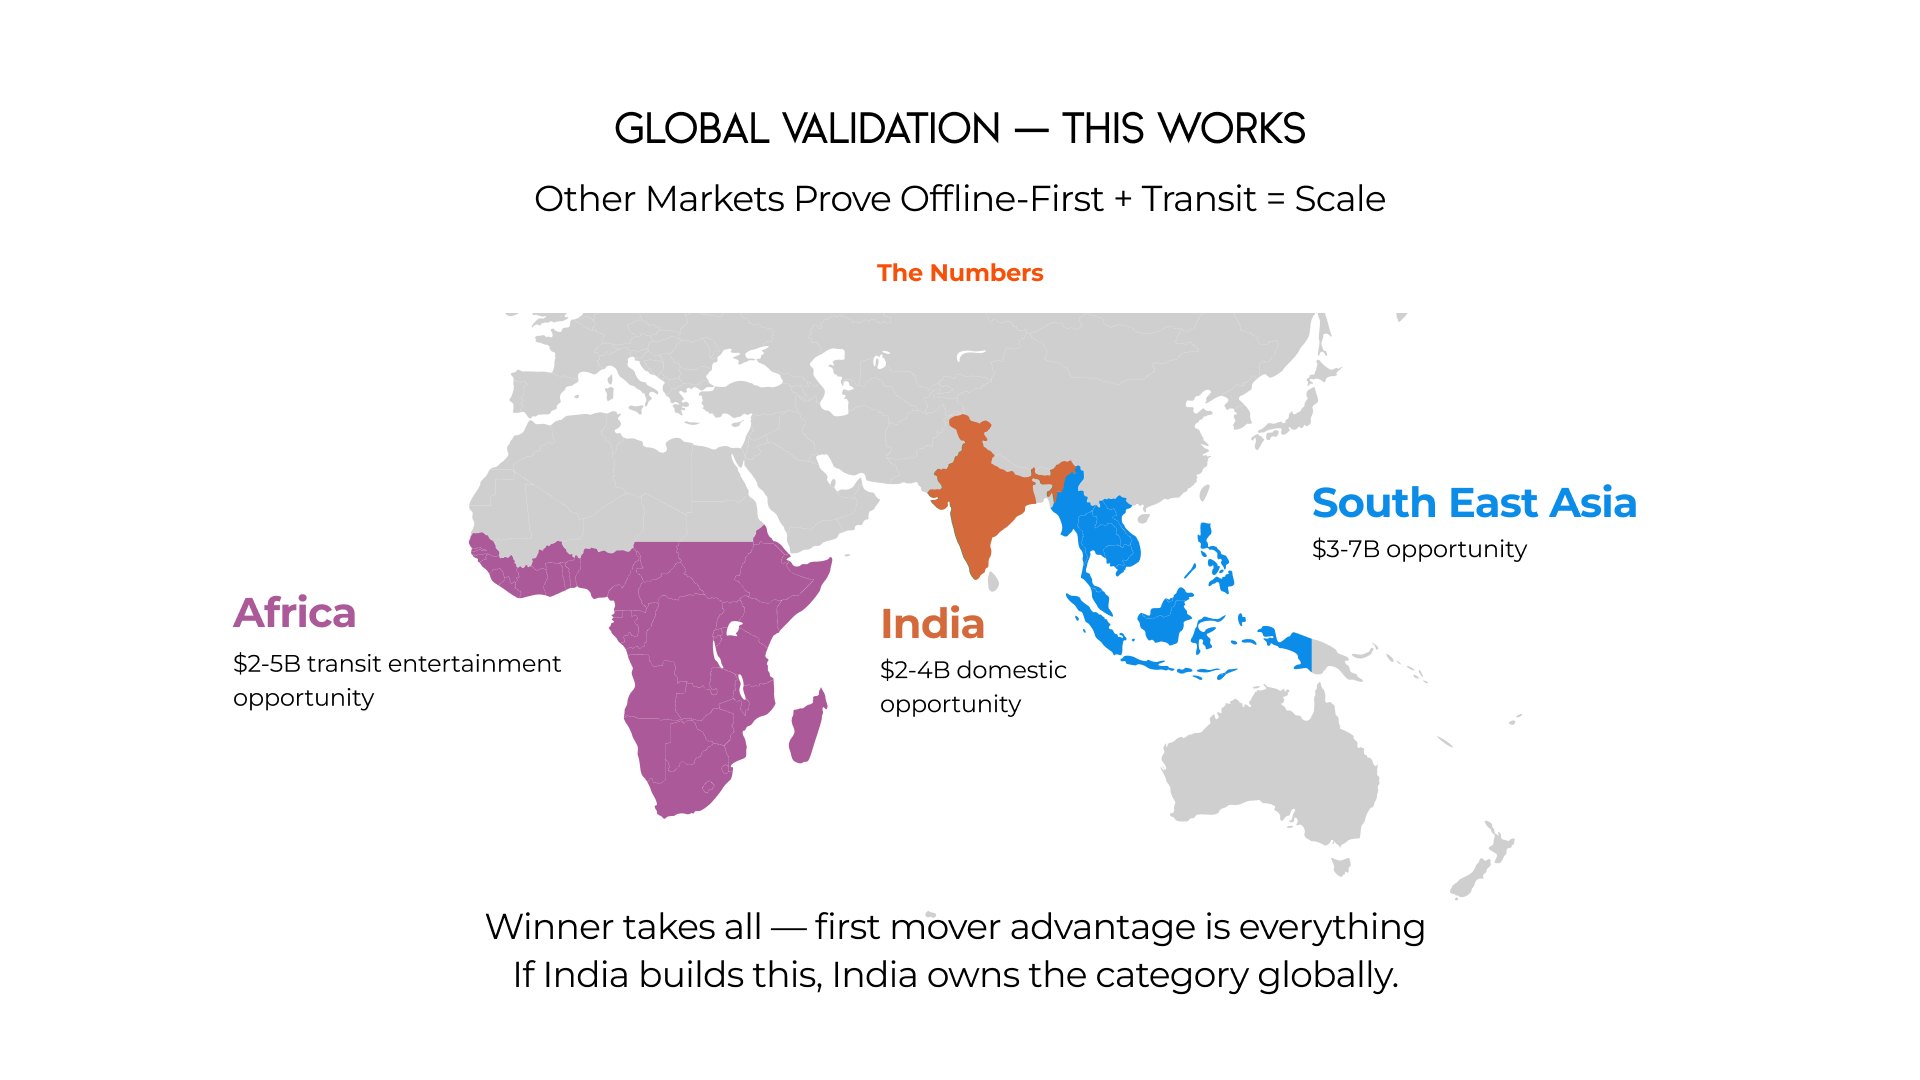 GLOBAL VALIDATION — THIS WORKS
Other Markets Prove Offline-First + Transit = Scale
The Numbers
South East Asia
$3-7B opportunity
Africa
$2-5B transit entertainment
opportunity
India
$2-4B domestic
opportunity
Winner takes all — first mover advantage is everything
If India builds this, India owns the category globally.